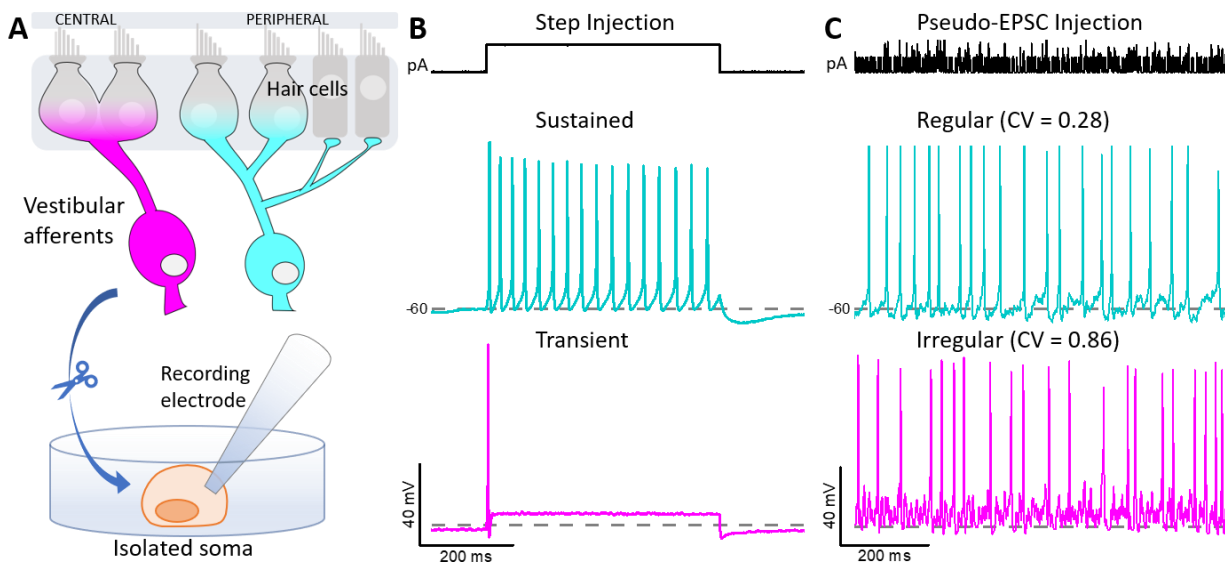 A
CENTRAL
PERIPHERAL
Hair cells
Vestibular
afferents
Recording
electrode
Isolated soma
B
Step Injection
pA
Sustained
-60
Transient
40 mV
200 ms
C
Pseudo-EPSC Injection
pA
Regular (CV = 0.28)
-60
Irregular (CV = 0.86)
40 mV
200 ms